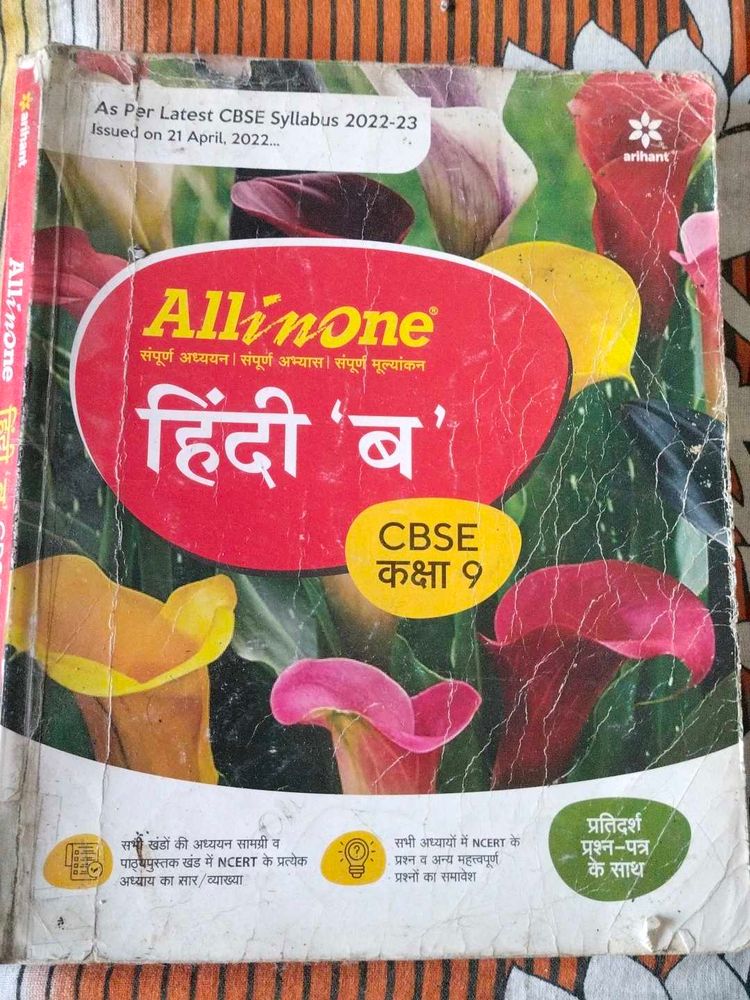 As Per Latest CBSE Syllabus 2022-23
Issued on 21 April, 2022...
arihant
All in One®
संपूर्ण अध्ययन | संपूर्ण अभ्यास | संपूर्ण मूल्यांकन
हिंदी 'ब'
CBSE
कक्षा 9
सभी खंडों की अध्ययन सामग्री व
पाठ्यपुस्तक खंड में NCERT के प्रत्येक
अध्याय का सार/व्याख्या
सभी अध्यायों में NCERT के
प्रश्न व अन्य महत्त्वपूर्ण
प्रश्नों का समावेश
प्रतिदर्श
प्रश्न-पत्र
के साथ
arihant
All in One
हिंदी